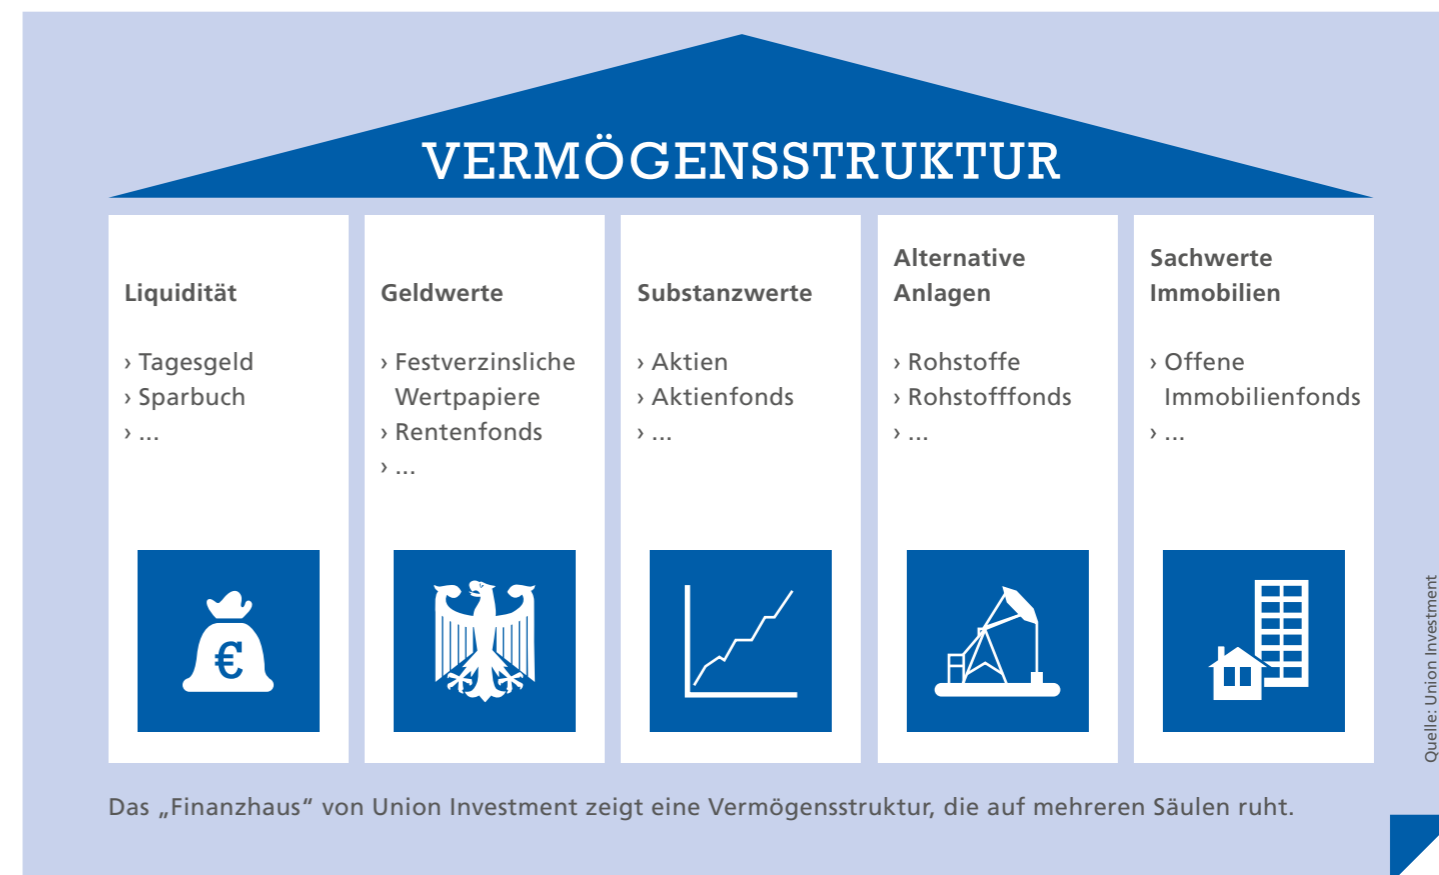 VERMÖGENSSTRUKTUR
Liquidität
› Tagesgeld
› Sparbuch
› ...
€
Geldwerte
› Festverzinsliche
Wertpapiere
› Rentenfonds
› ...
Substanzwerte
› Aktien
› Aktienfonds
› ...
Alternative
Anlagen
› Rohstoffe
› Rohstofffonds
› ...
Sachwerte
Immobilien
› Offene
Immobilienfonds
› ...
Quelle: Union Investment
Das „Finanzhaus“ von Union Investment zeigt eine Vermögensstruktur, die auf mehreren Säulen ruht.